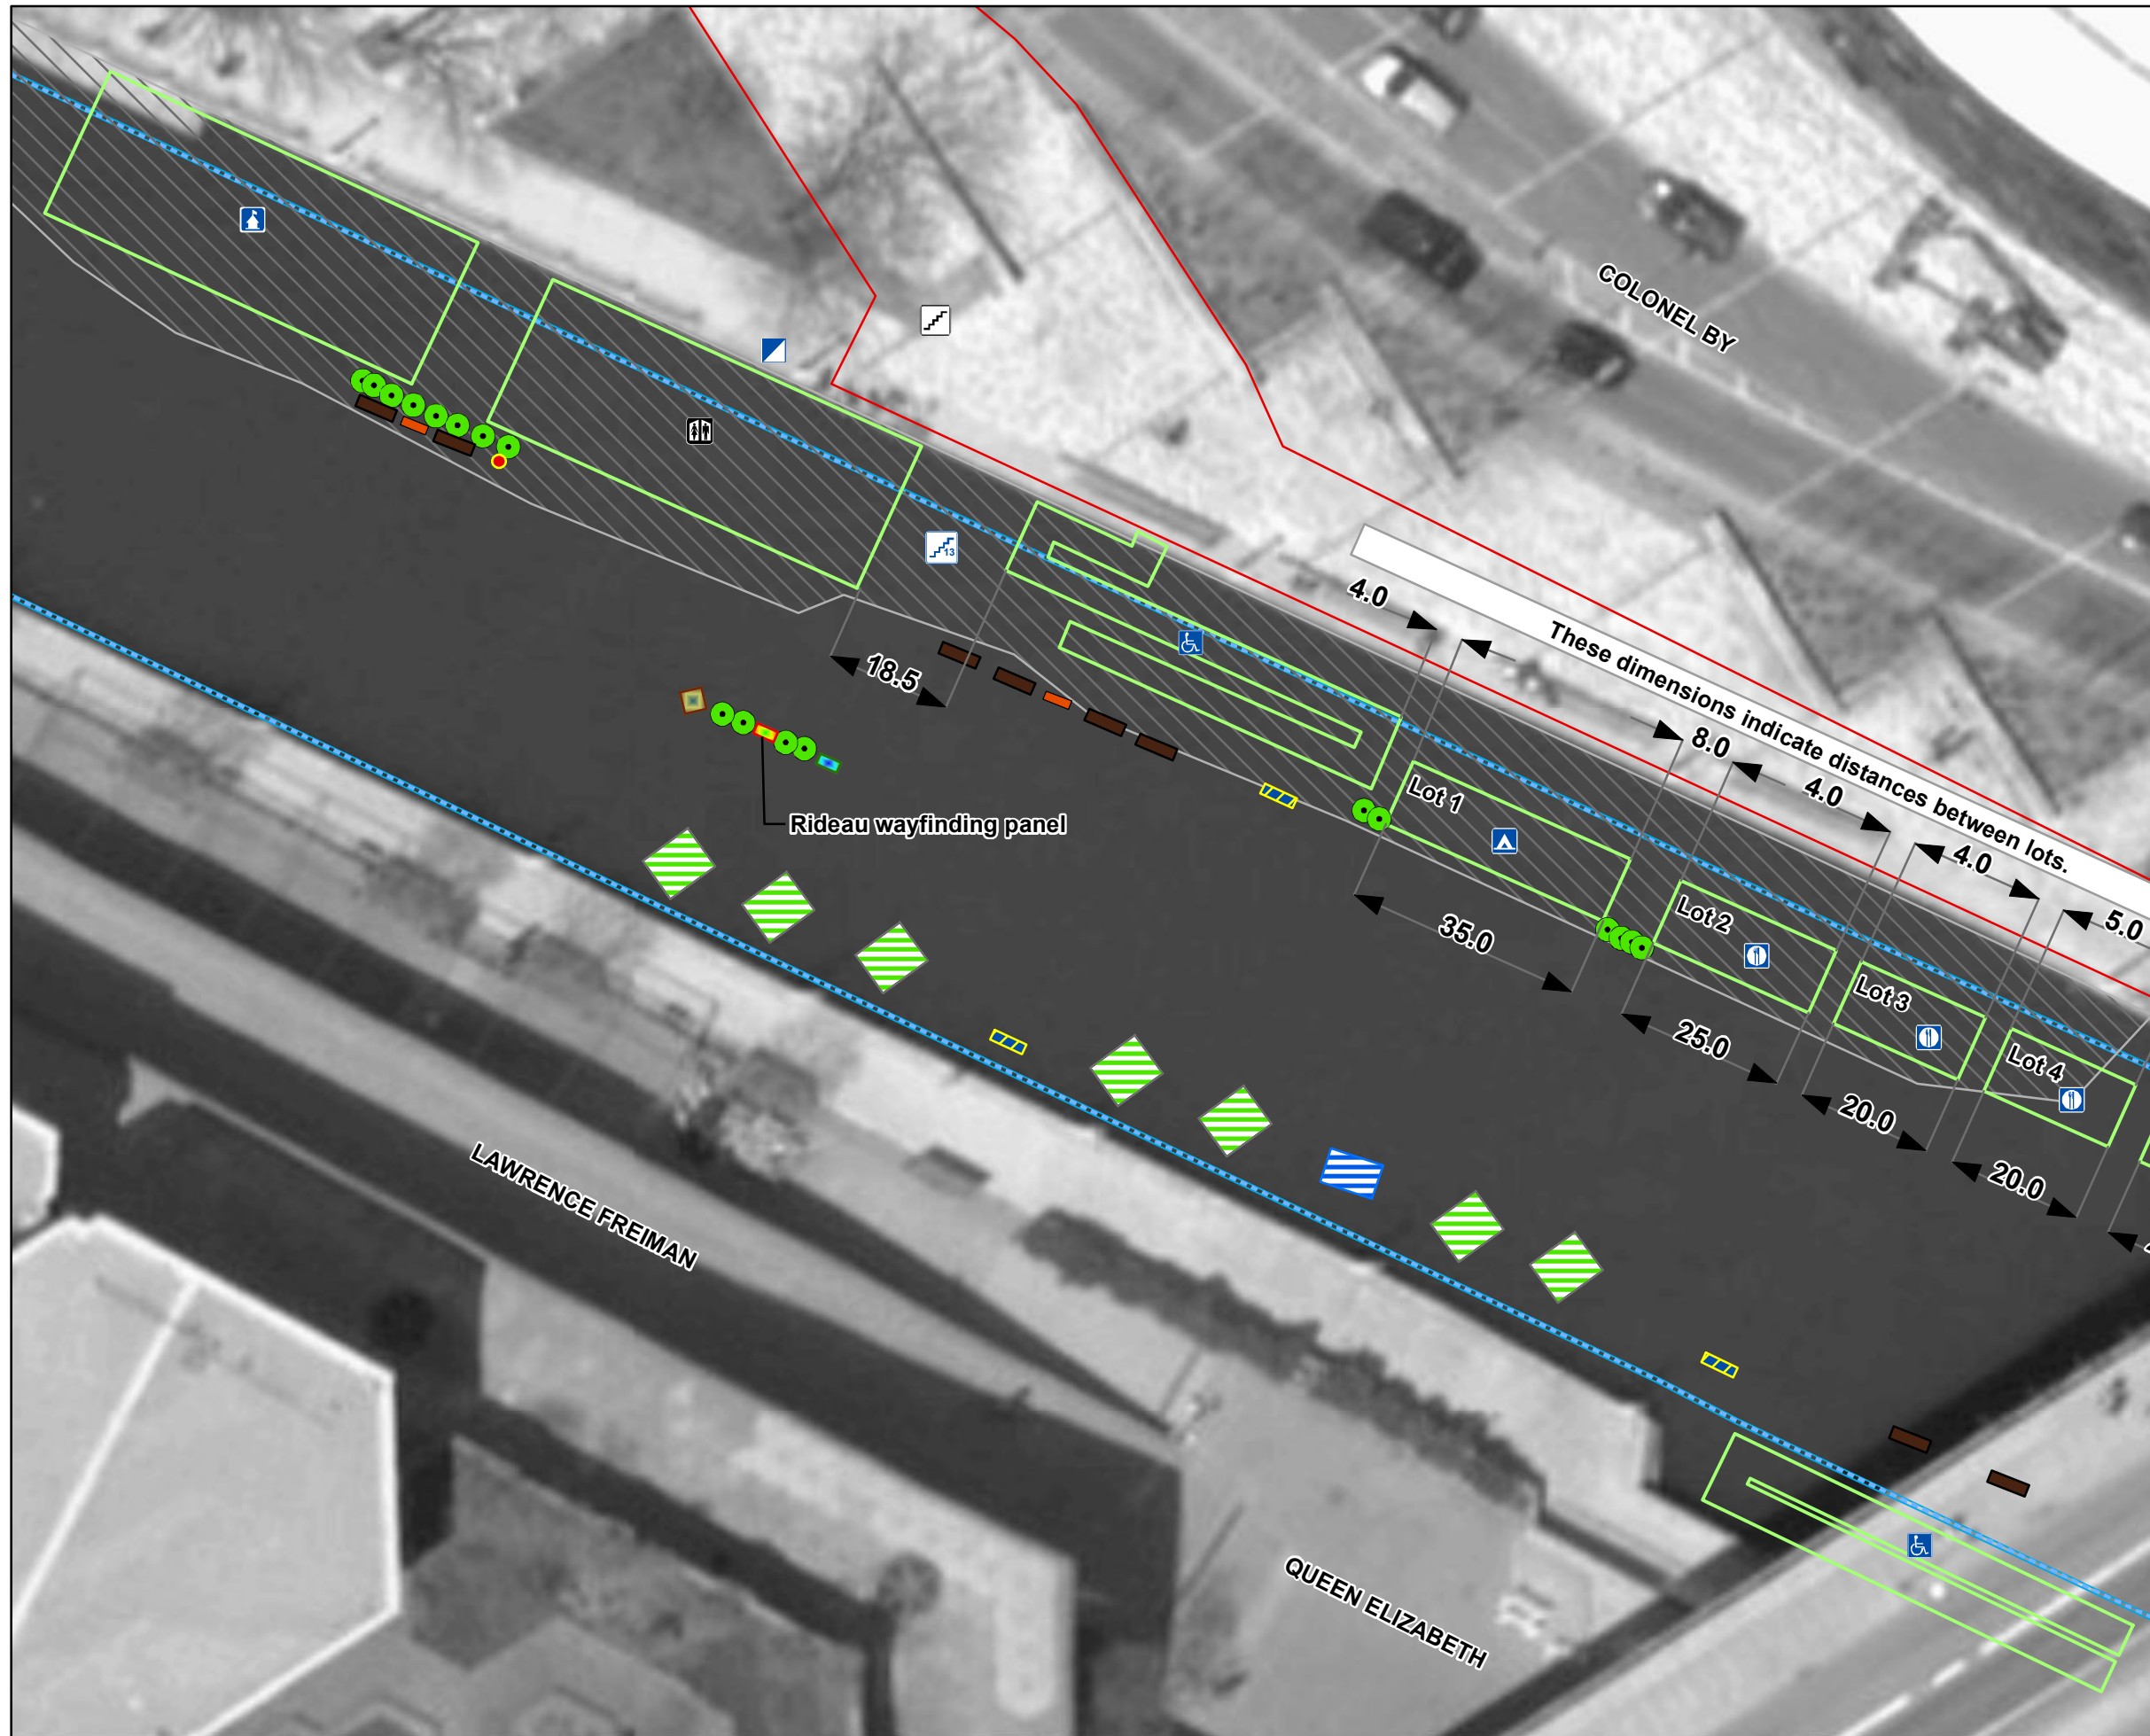 COLONEL BY
13
4.0
These dimensions indicate distances between lots.
18.5
8.0
4.0
Lot 1
Rideau wayfinding panel
4.0
Lot 2
5.0
35.0
Lot 3
25.0
Lot 4
20.0
20.0
LAWRENCE FREIMAN
QUEEN ELIZABETH